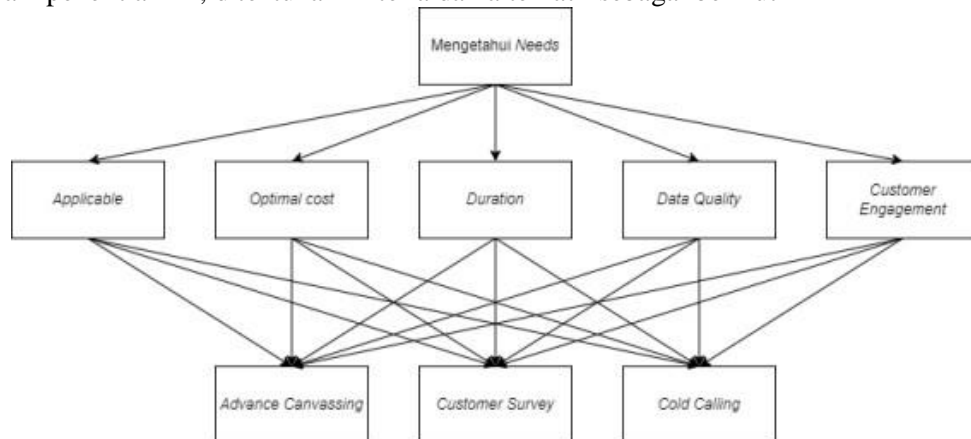 Mengetahui Needs
Applicable
Optimal cost
Duration
Data Quality
Customer
Engagement
Advance Canvassing
Customer Survey
Cold Calling